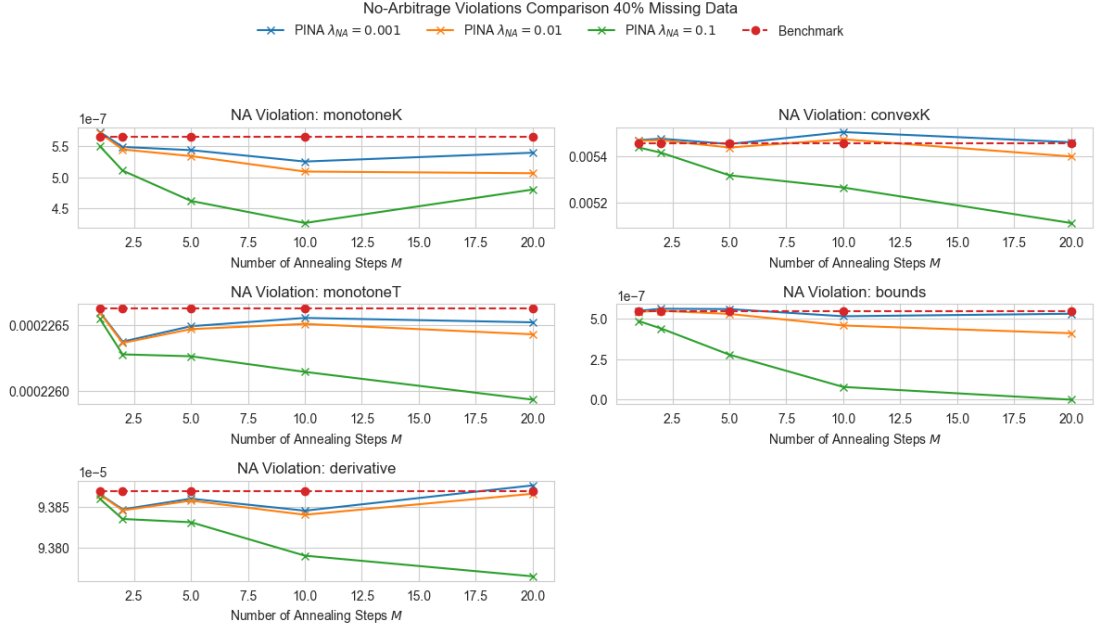 No-Arbitrage Violations Comparison 40% Missing Data
PINA λ_NA = 0.001 PINA λ_NA = 0.01 PINA λ_NA = 0.1 Benchmark
NA Violation: monotoneK
1e−7
5.5
5.0
4.5
2.5 5.0 7.5 10.0 12.5 15.0 17.5 20.0
Number of Annealing Steps M
NA Violation: convexK
0.0054
0.0052
2.5 5.0 7.5 10.0 12.5 15.0 17.5 20.0
Number of Annealing Steps M
NA Violation: monotoneT
0.0002265
0.0002260
2.5 5.0 7.5 10.0 12.5 15.0 17.5 20.0
Number of Annealing Steps M
NA Violation: bounds
1e−7
5.0
2.5
0.0
2.5 5.0 7.5 10.0 12.5 15.0 17.5 20.0
Number of Annealing Steps M
NA Violation: derivative
1e−5
9.385
9.380
2.5 5.0 7.5 10.0 12.5 15.0 17.5 20.0
Number of Annealing Steps M